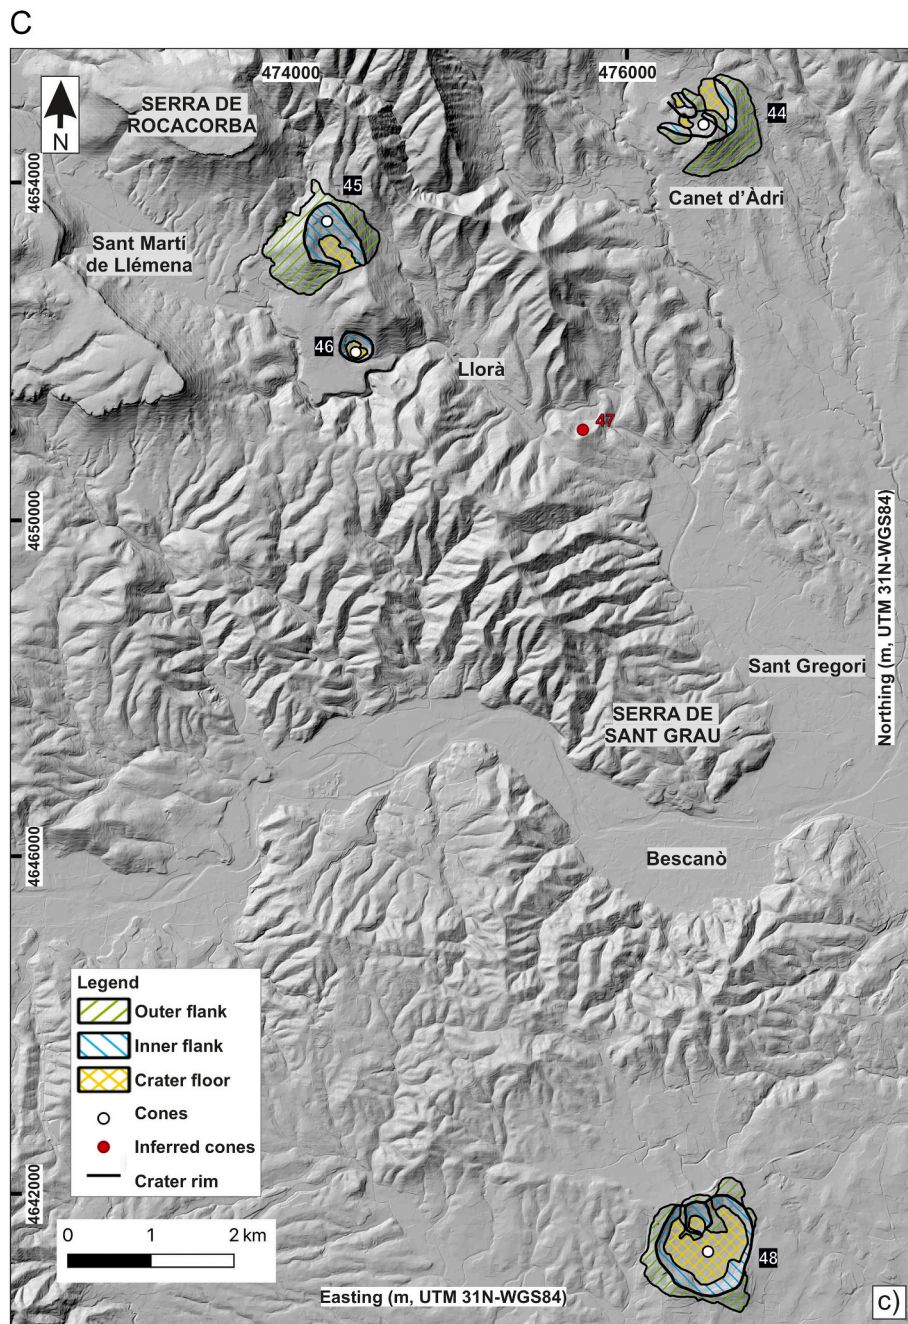 C
474000
476000
N
SERRA DE
ROCACORBA
44
4654000
45
Canet d'Àdri
Sant Martí
de Llémena
46
Llorà
47
4650000
Northing (m, UTM 31N-WGS84)
Sant Gregori
SERRA DE
SANT GRAU
4646000
Bescanò
Legend
Outer flank
Inner flank
Crater floor
Cones
Inferred cones
Crater rim
4642000
0 1 2 km
48
Easting (m, UTM 31N-WGS84)
c)